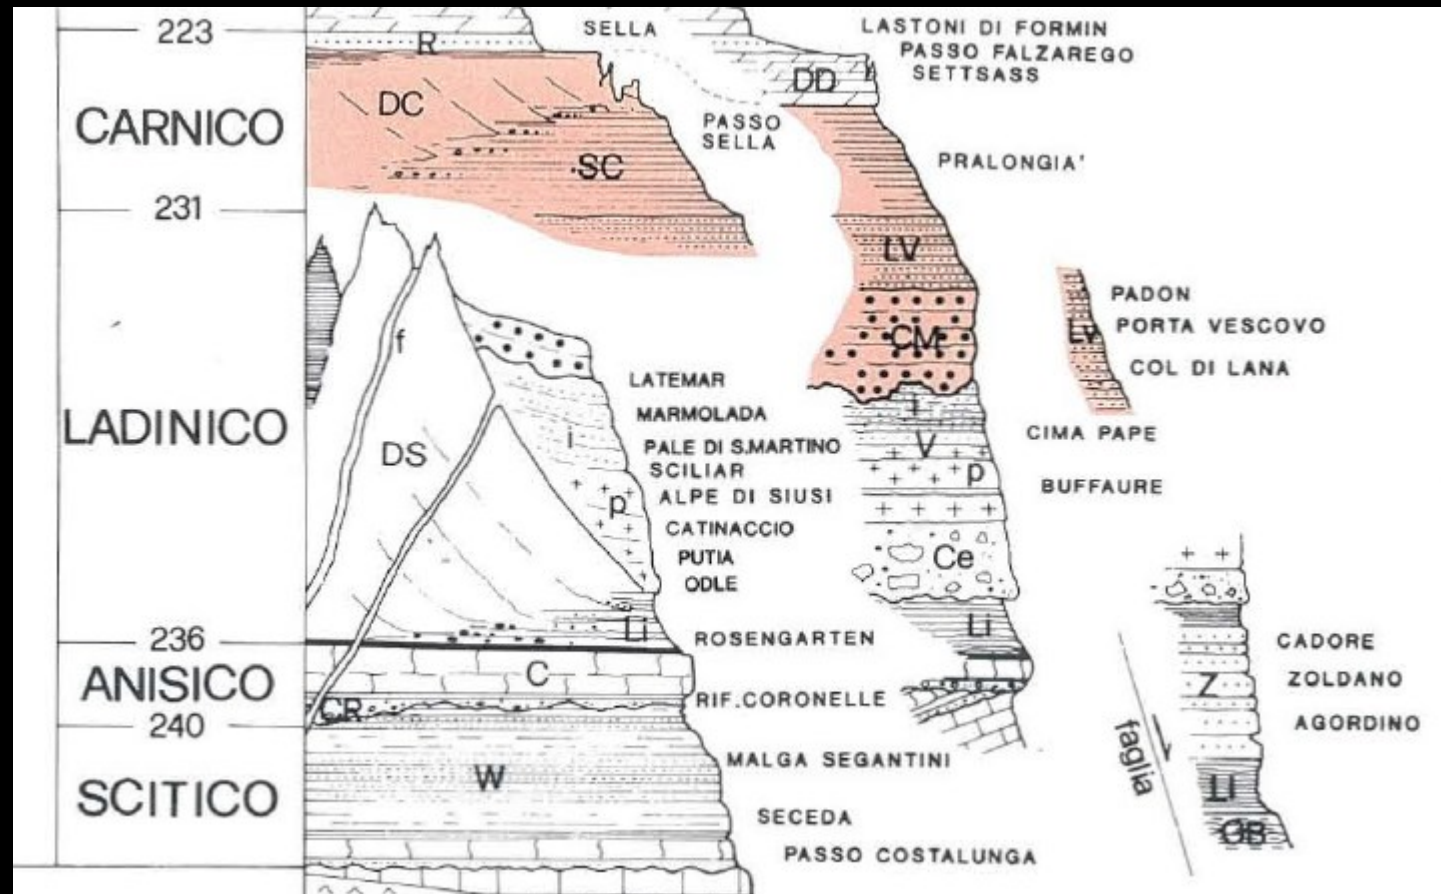 223
CARNICO
231
LADINICO
236
ANISICO
240
SCITICO
R
DC
SC
f
DS
i
p
Li
C
CR
W
SELLA
PASSO
SELLA
DD
LASTONI DI FORMIN
PASSO FALZAREGO
SETTSASS
PRALONGIA'
LV
CM
PADON
LV PORTA VESCOVO
COL DI LANA
LATEMAR
MARMOLADA
PALE DI S.MARTINO
SCILIAR
ALPE DI SIUSI
CATINACCIO
PUTIA
ODLE
ROSENGARTEN
RIF.CORONELLE
MALGA SEGANTINI
SECEDA
PASSO COSTALUNGA
V
p
Ce
Li
CIMA PAPE
BUFFAURE
faglia
Z
LI
CADORE
ZOLDANO
AGORDINO